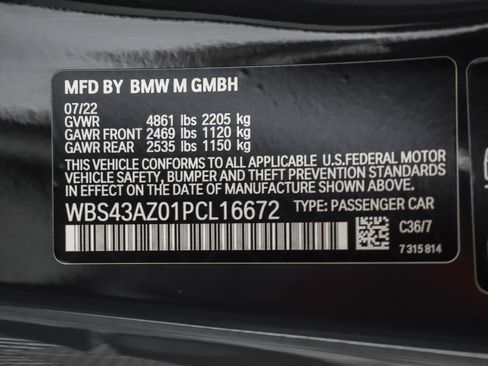 MFD BY BMW M GMBH
07/22
GVWR 4861 lbs 2205 kg
GAWR FRONT 2469 lbs 1120 kg
GAWR REAR 2535 lbs 1150 kg
THIS VEHICLE CONFORMS TO ALL APPLICABLE U.S.FEDERAL MOTOR
VEHICLE SAFETY, BUMPER, AND THEFT PREVENTION STANDARDS
IN EFFECT ON THE DATE OF MANUFACTURE SHOWN ABOVE.
WBS43AZ01PCL16672 TYPE: PASSENGER CAR
C36/7
7 315 814